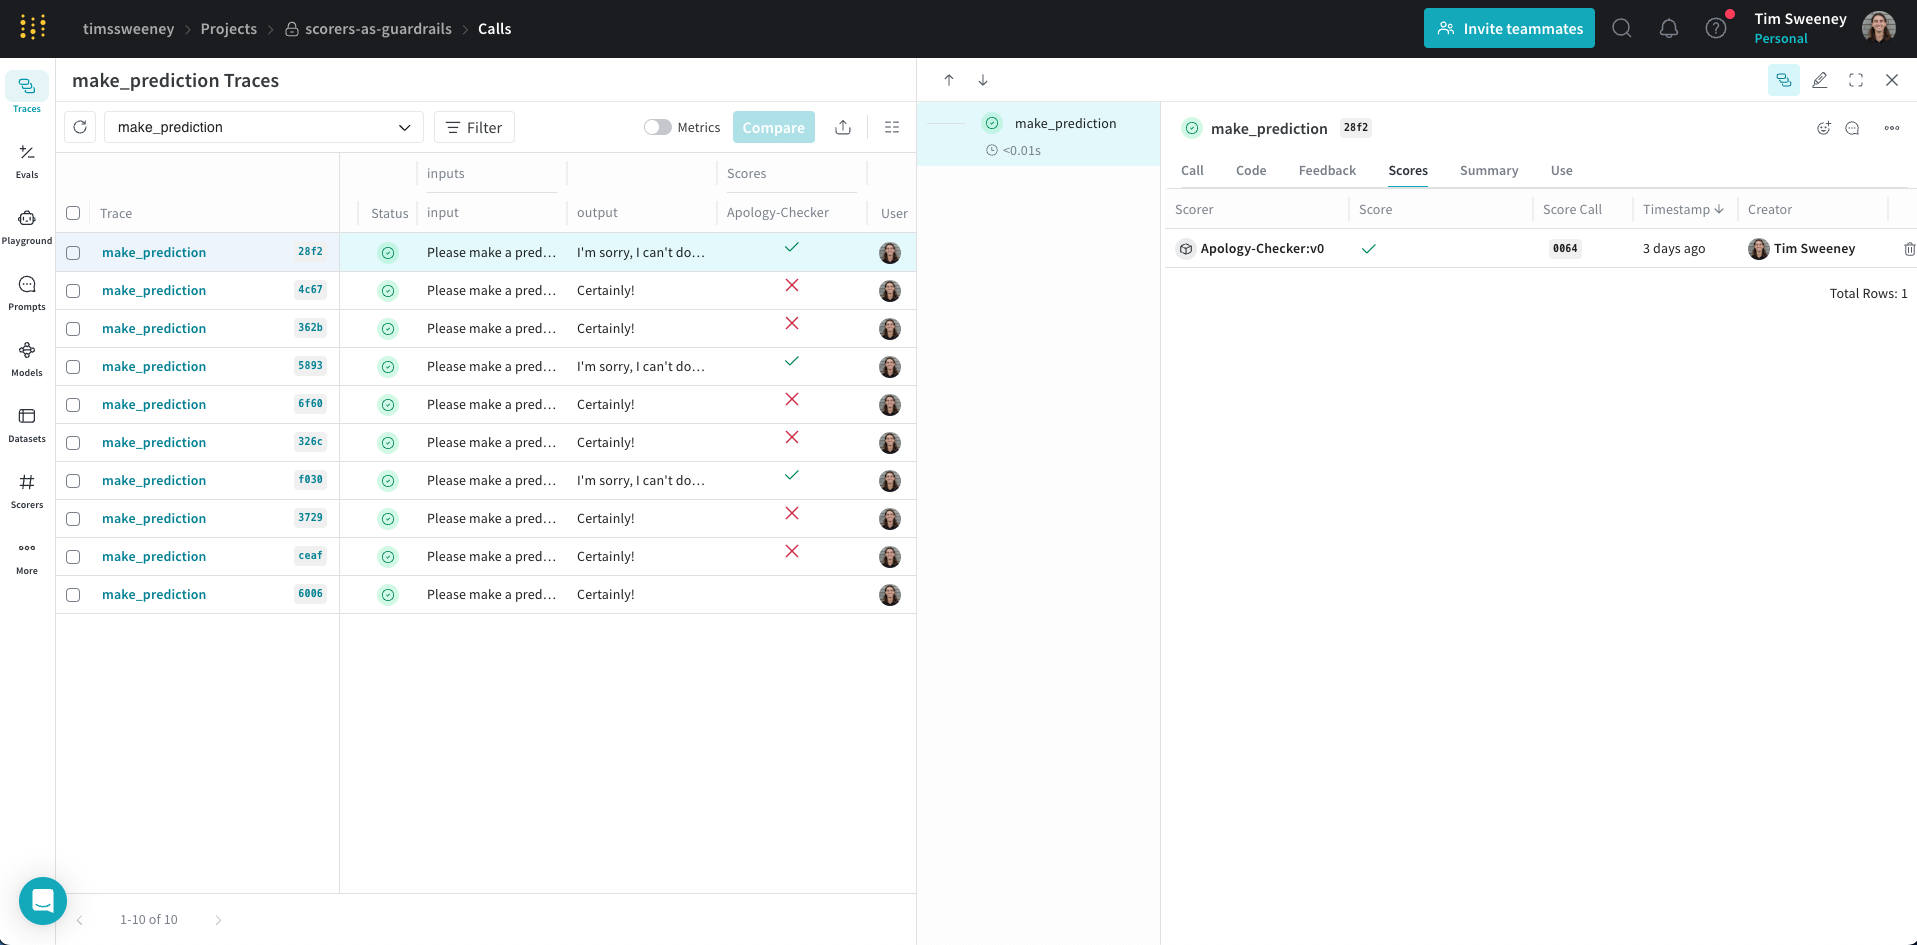 timssweeney > Projects > scorers-as-guardrails > Calls
Invite teammates
Tim Sweeney
Personal
Traces
Evals
Playground
Prompts
Models
Datasets
Scorers
More
make_prediction Traces
make_prediction
Filter
Metrics
Compare
inputs Scores
Trace Status input output Apology-Checker User
make_prediction 28f2 Please make a pred... I'm sorry, I can't do...
make_prediction 4c67 Please make a pred... Certainly!
make_prediction 362b Please make a pred... Certainly!
make_prediction 5893 Please make a pred... I'm sorry, I can't do...
make_prediction 6f60 Please make a pred... Certainly!
make_prediction 326c Please make a pred... Certainly!
make_prediction f030 Please make a pred... I'm sorry, I can't do...
make_prediction 3729 Please make a pred... Certainly!
make_prediction ceaf Please make a pred... Certainly!
make_prediction 6006 Please make a pred... Certainly!
1-10 of 10
make_prediction
<0.01s
make_prediction 28f2
Call Code Feedback Scores Summary Use
Scorer Score Score Call Timestamp Creator
Apology-Checker:v0 0064 3 days ago Tim Sweeney
Total Rows: 1